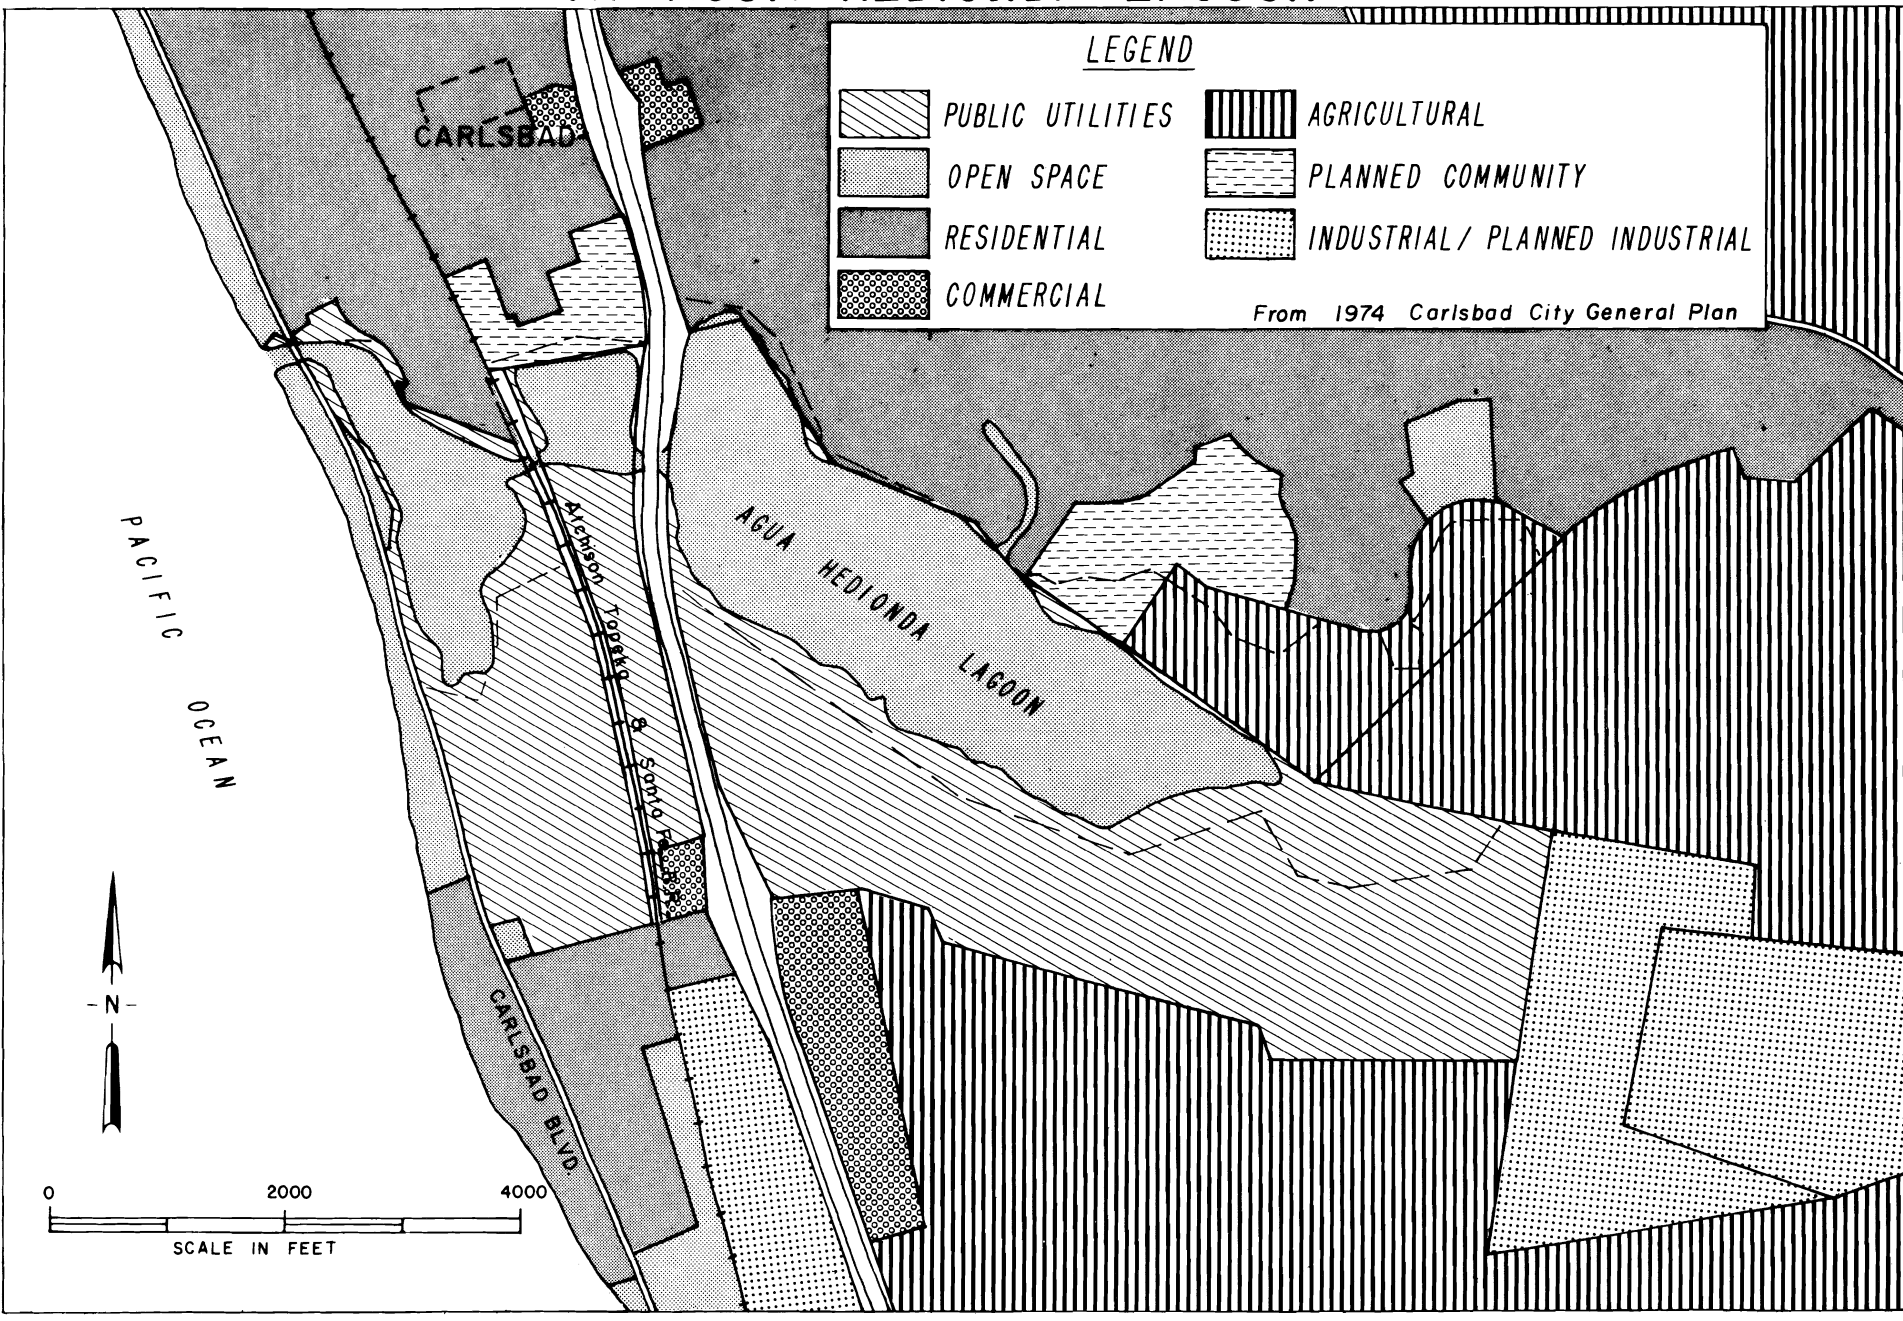 LEGEND
PUBLIC UTILITIES
OPEN SPACE
RESIDENTIAL
COMMERCIAL
AGRICULTURAL
PLANNED COMMUNITY
INDUSTRIAL/ PLANNED INDUSTRIAL
From 1974 Carlsbad City General Plan
CARLSBAD
PACIFIC OCEAN
AGUA HEDIONDA LAGOON
Atchison Topeka & Santa Fe R.R.
CARLSBAD BLVD.
-N-
0 2000 4000
SCALE IN FEET